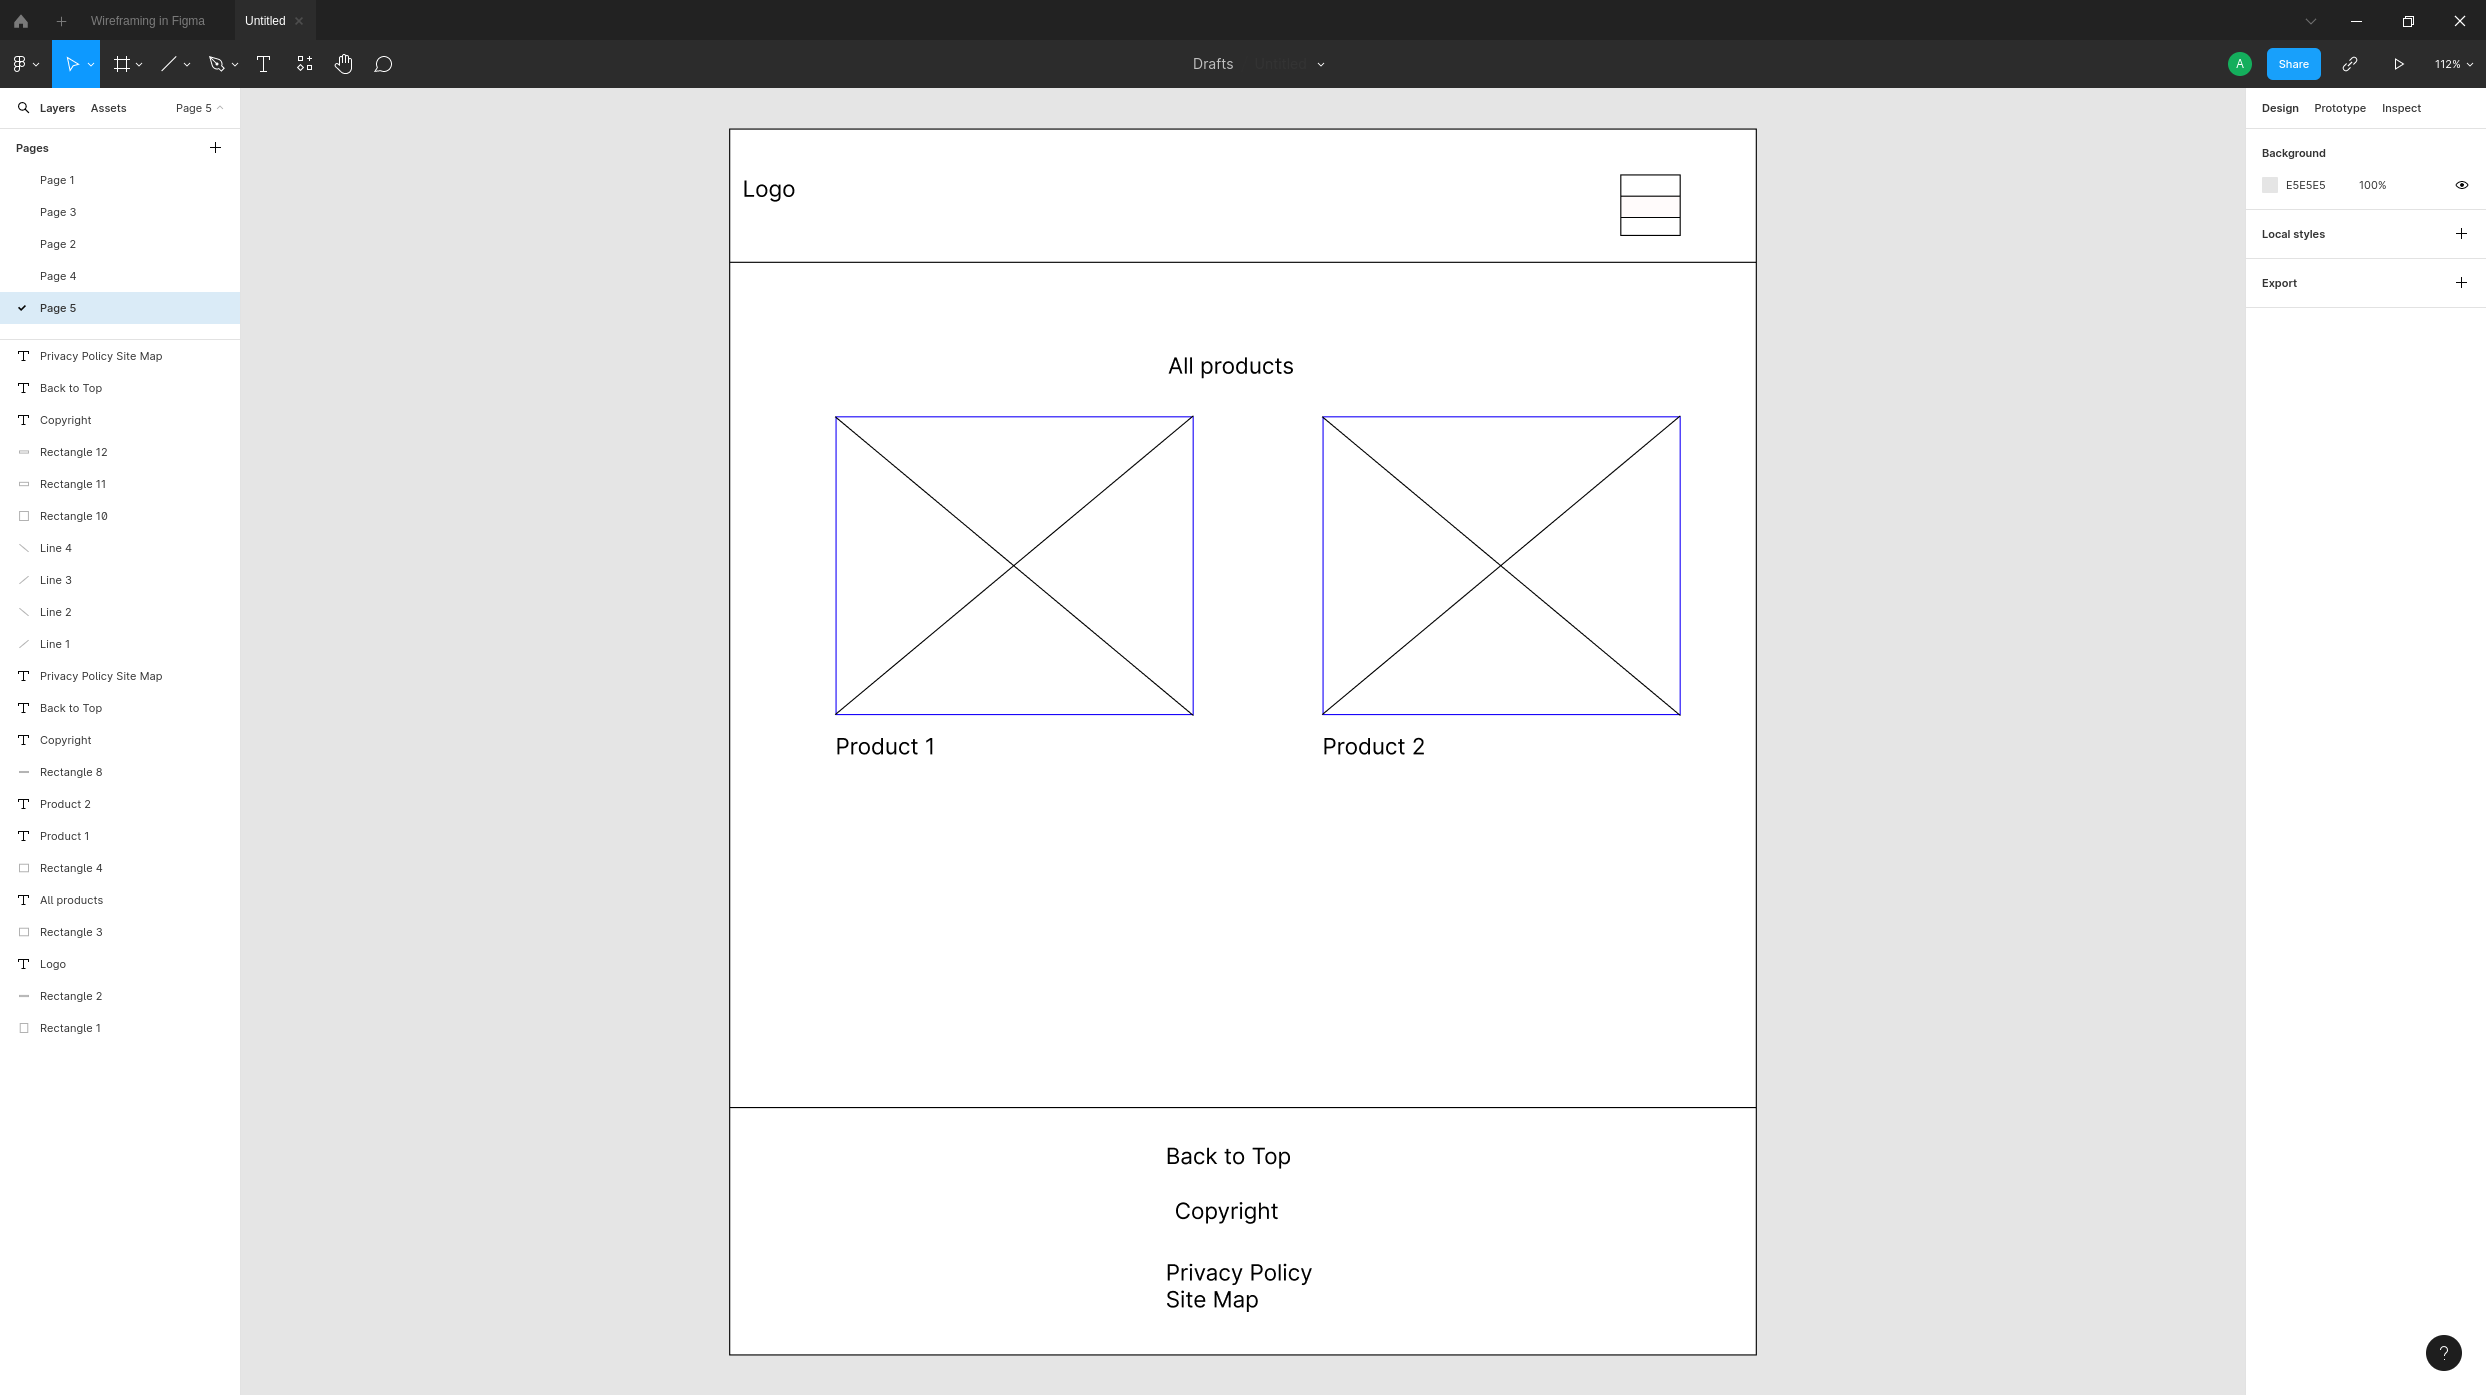 Wireframing in Figma
Untitled
Drafts
Untitled
A
Share
112%
Layers
Assets
Page 5
Pages
Page 1
Page 3
Page 2
Page 4
Page 5
Privacy Policy Site Map
Back to Top
Copyright
Rectangle 12
Rectangle 11
Rectangle 10
Line 4
Line 3
Line 2
Line 1
Privacy Policy Site Map
Back to Top
Copyright
Rectangle 8
Product 2
Product 1
Rectangle 4
All products
Rectangle 3
Logo
Rectangle 2
Rectangle 1
Logo
All products
Product 1
Product 2
Back to Top
Copyright
Privacy Policy
Site Map
Design
Prototype
Inspect
Background
E5E5E5
100%
Local styles
Export
?